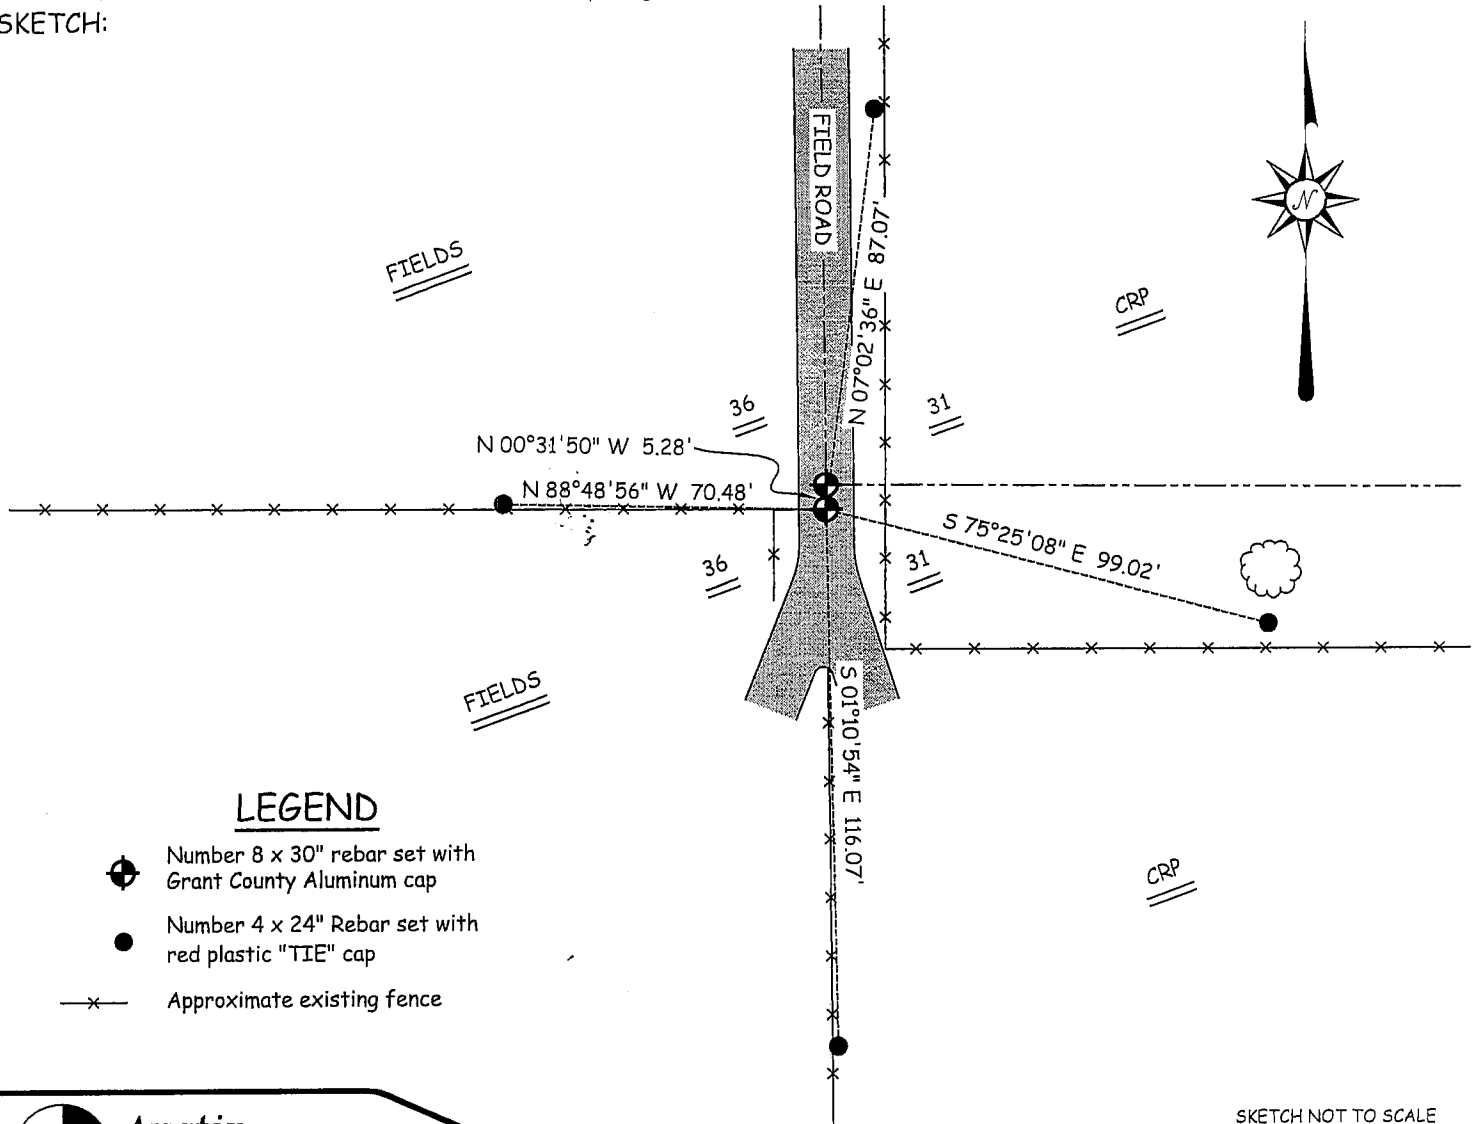 SKETCH:
FIELD ROAD
N
FIELDS
N 07°02'36" E 87.07'
CRP
36
31
N 00°31'50" W 5.28'
N 88°48'56" W 70.48'
S 75°25'08" E 99.02'
36
31
FIELDS
S 01°10'54" E 116.07'
LEGEND
Number 8 x 30" rebar set with
Grant County Aluminum cap
CRP
Number 4 x 24" Rebar set with
red plastic "TIE" cap
Approximate existing fence
SKETCH NOT TO SCALE